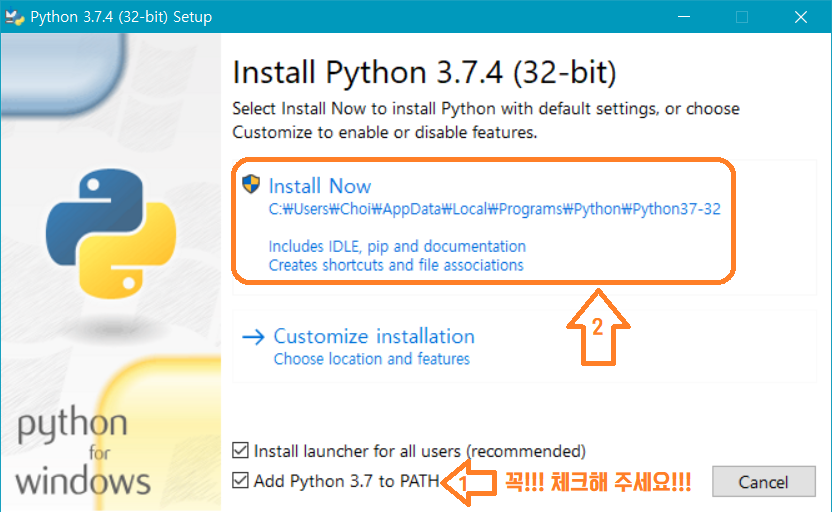 Python 3.7.4 (32-bit) Setup
Install Python 3.7.4 (32-bit)
Select Install Now to install Python with default settings, or choose
Customize to enable or disable features.
Install Now
C:₩Users₩Choi₩AppData₩Local₩Programs₩Python₩Python37-32
Includes IDLE, pip and documentation
Creates shortcuts and file associations
2
Customize installation
Choose location and features
python
for
windows
Install launcher for all users (recommended)
Add Python 3.7 to PATH
1 꼭!!! 체크해 주세요!!!
Cancel